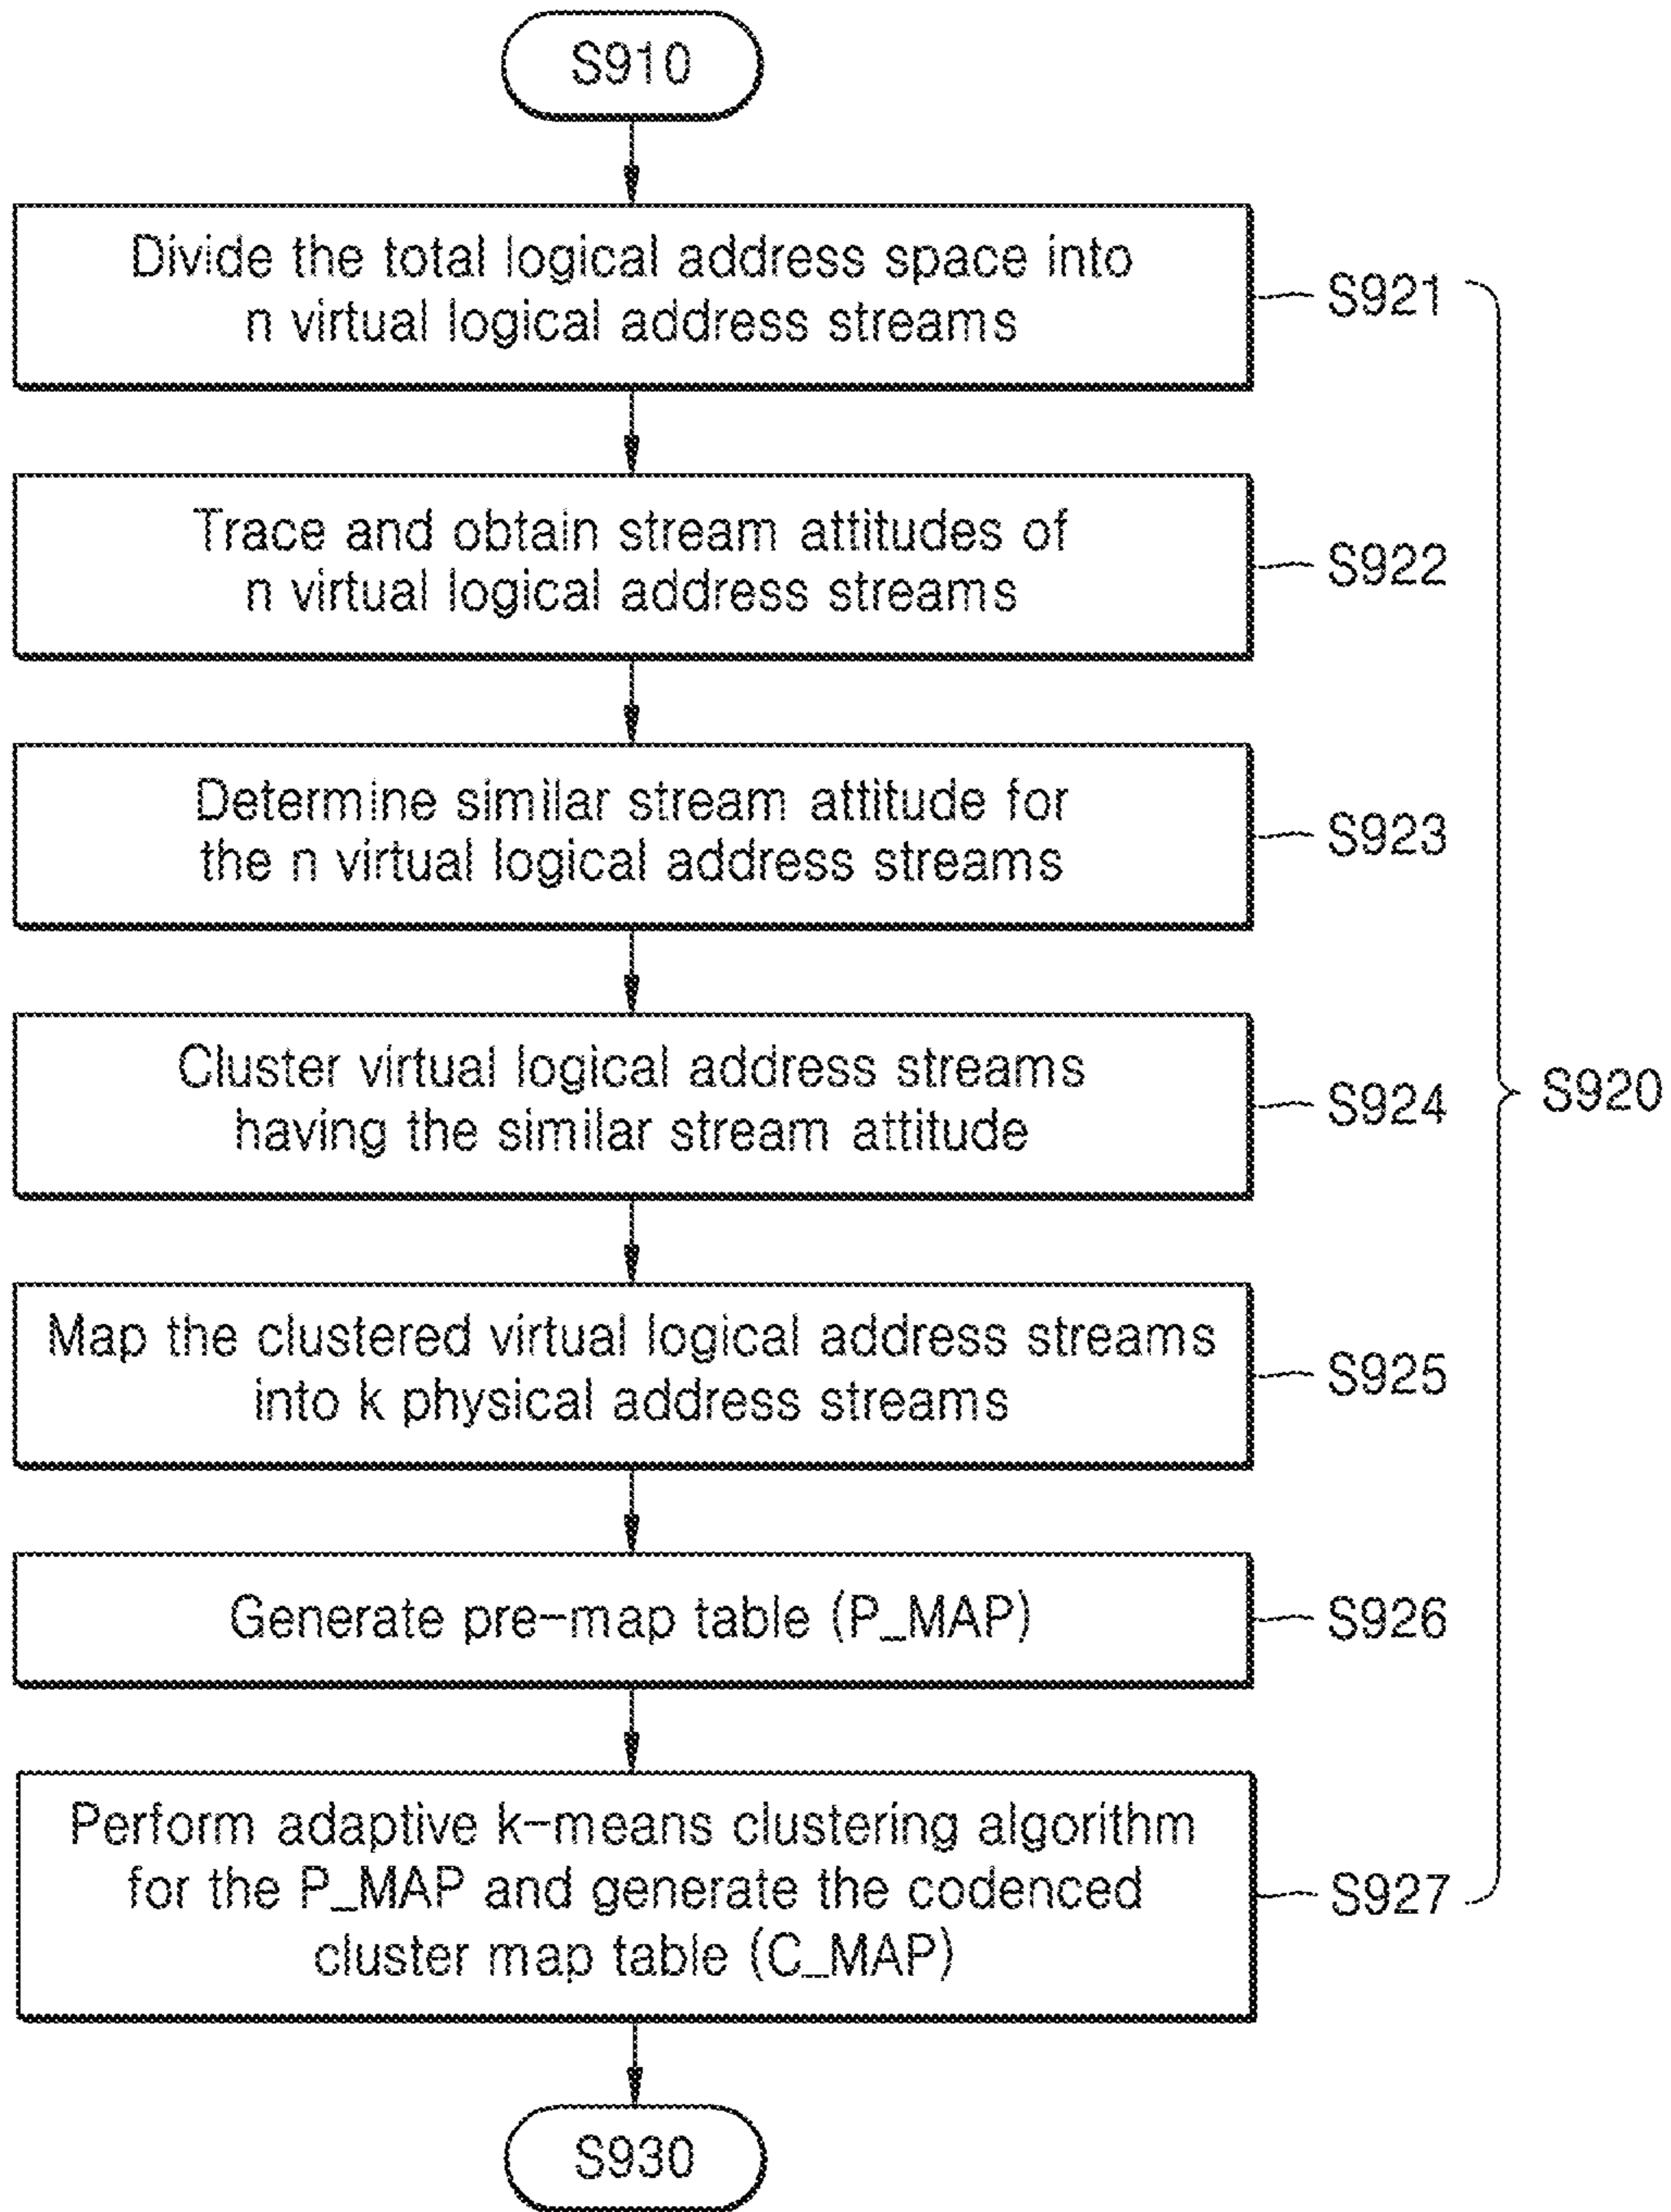 S910
Divide the total logical address space into
n virtual logical address streams
S921
Trace and obtain stream attitudes of
n virtual logical address streams
S922
Determine similar stream attitude for
the n virtual logical address streams
S923
Cluster virtual logical address streams
having the similar stream attitude
S924
S920
Map the clustered virtual logical address streams
into k physical address streams
S925
Generate pre-map table (P_MAP)
S926
Perform adaptive k-means clustering algorithm
for the P_MAP and generate the codenced
cluster map table (C_MAP)
S927
S930